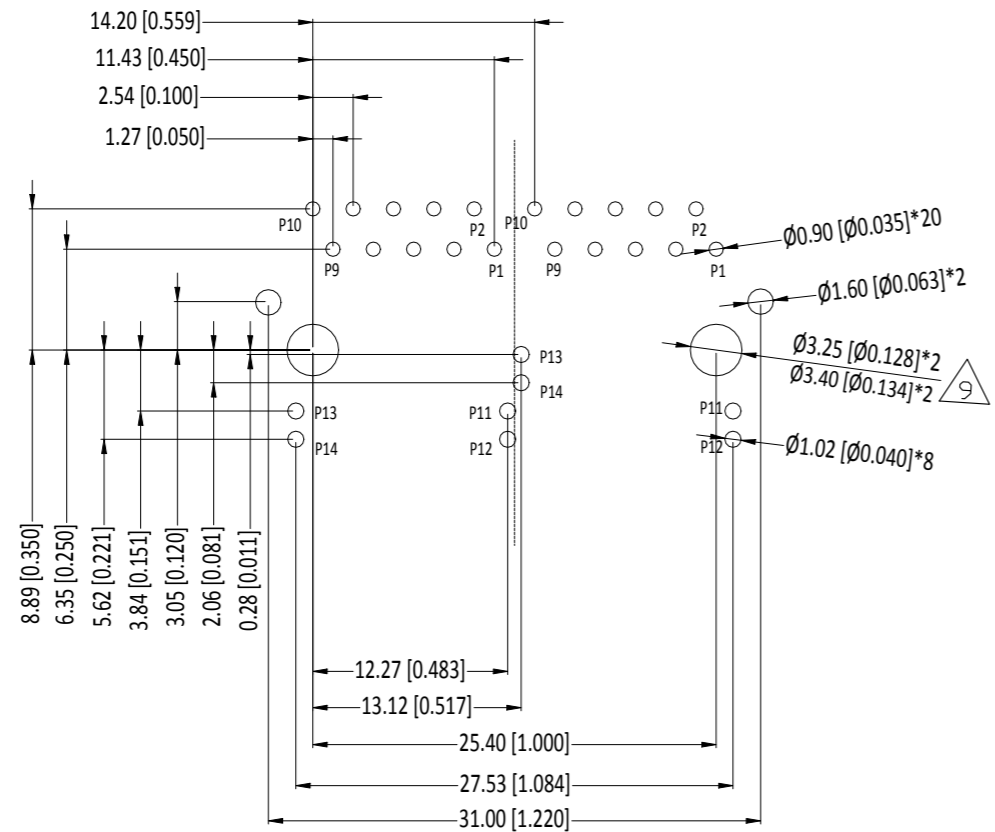 14.20 [0.559]
11.43 [0.450]
2.54 [0.100]
1.27 [0.050]
P10
P2
P10
P2
P9
P1
P9
P1
Ø0.90 [Ø0.035]*20
Ø1.60 [Ø0.063]*2
Ø3.25 [Ø0.128]*2
Ø3.40 [Ø0.134]*2
9
P13
P14
P13
P11
P11
P14
P12
P12
Ø1.02 [Ø0.040]*8
8.89 [0.350]
6.35 [0.250]
5.62 [0.221]
3.84 [0.151]
3.05 [0.120]
2.06 [0.081]
0.28 [0.011]
12.27 [0.483]
13.12 [0.517]
25.40 [1.000]
27.53 [1.084]
31.00 [1.220]